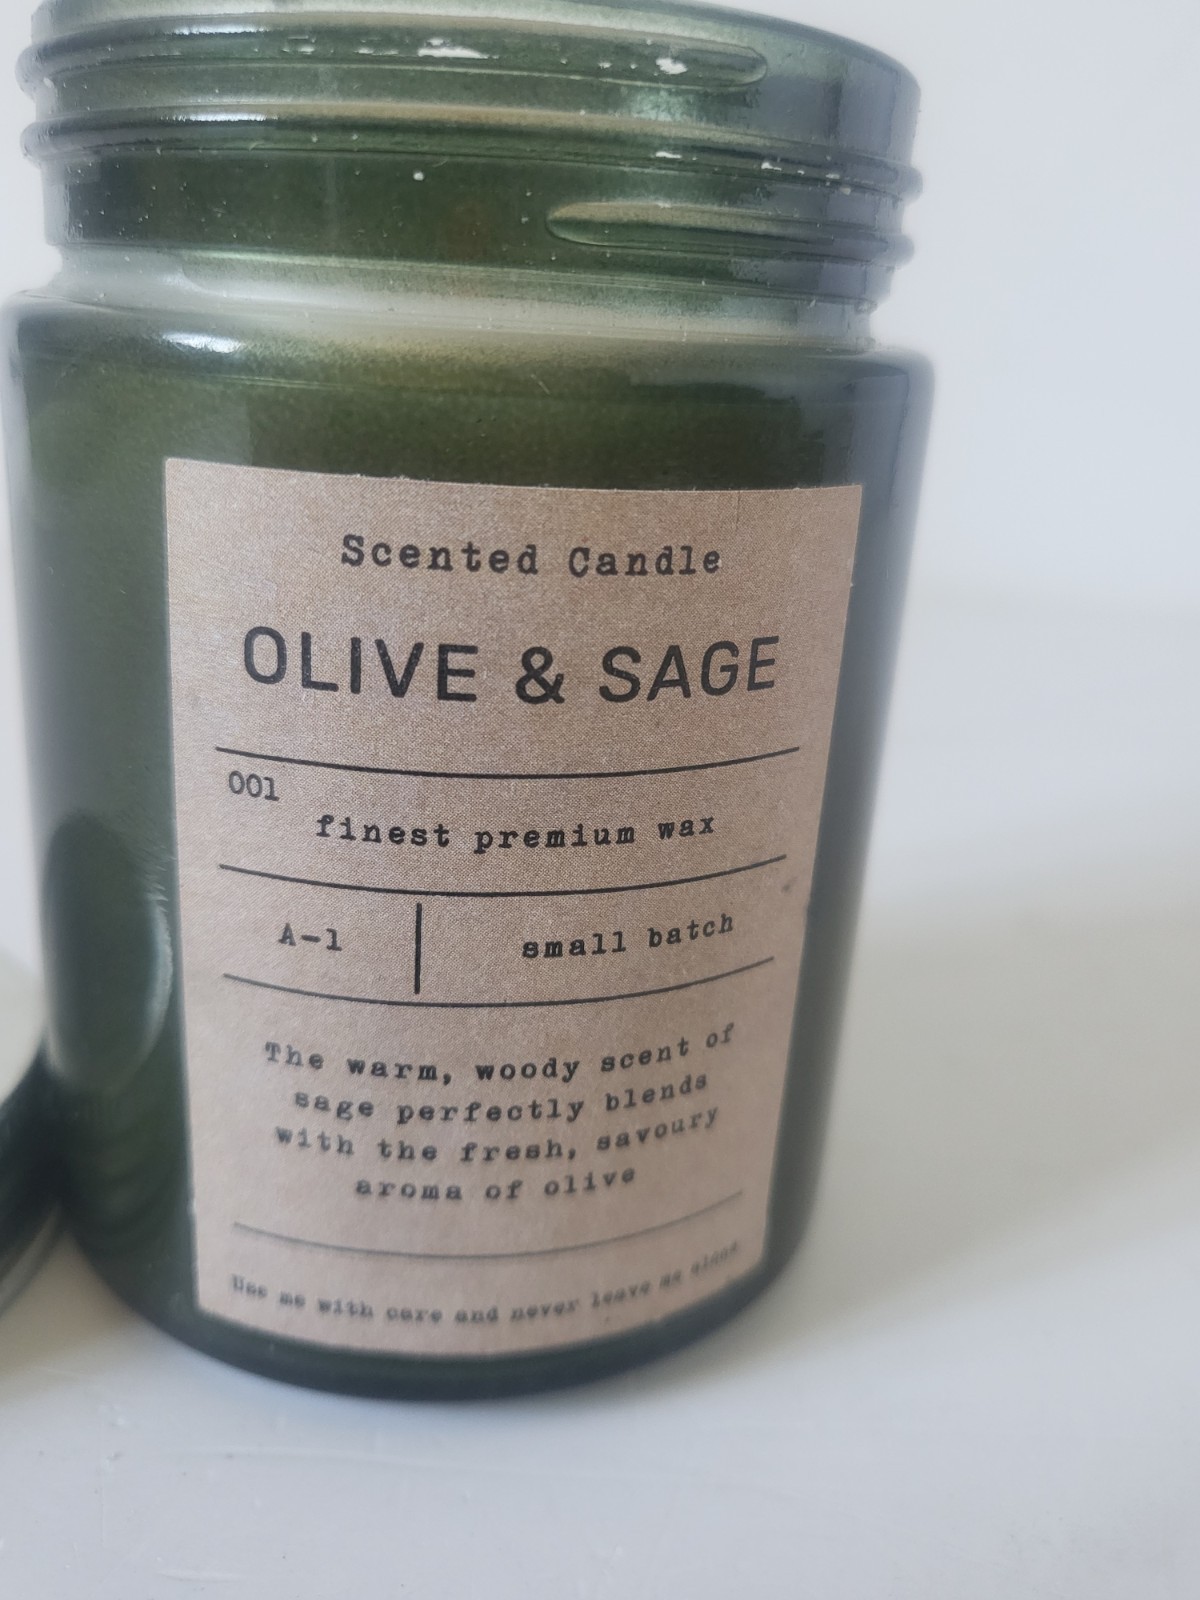 Scented Candle
OLIVE & SAGE
001
finest premium wax
A-1
small batch
The warm, woody scent of
sage perfectly blends
with the fresh, savoury
aroma of olive
Use me with care and never leave me alone